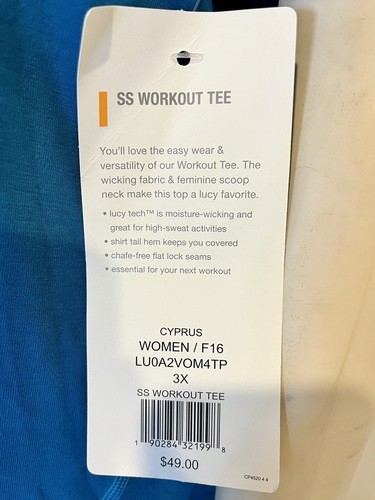 SS WORKOUT TEE
You'll love the easy wear &
versatility of our Workout Tee. The
wicking fabric & feminine scoop
neck make this top a lucy favorite.
• lucy tech™ is moisture-wicking and
great for high-sweat activities
• shirt tail hem keeps you covered
• chafe-free flat lock seams
• essential for your next workout
CYPRUS
WOMEN / F16
LU0A2VOM4TP
3X
SS WORKOUT TEE
1 90284 32199 8
$49.00
CP4520 4 4